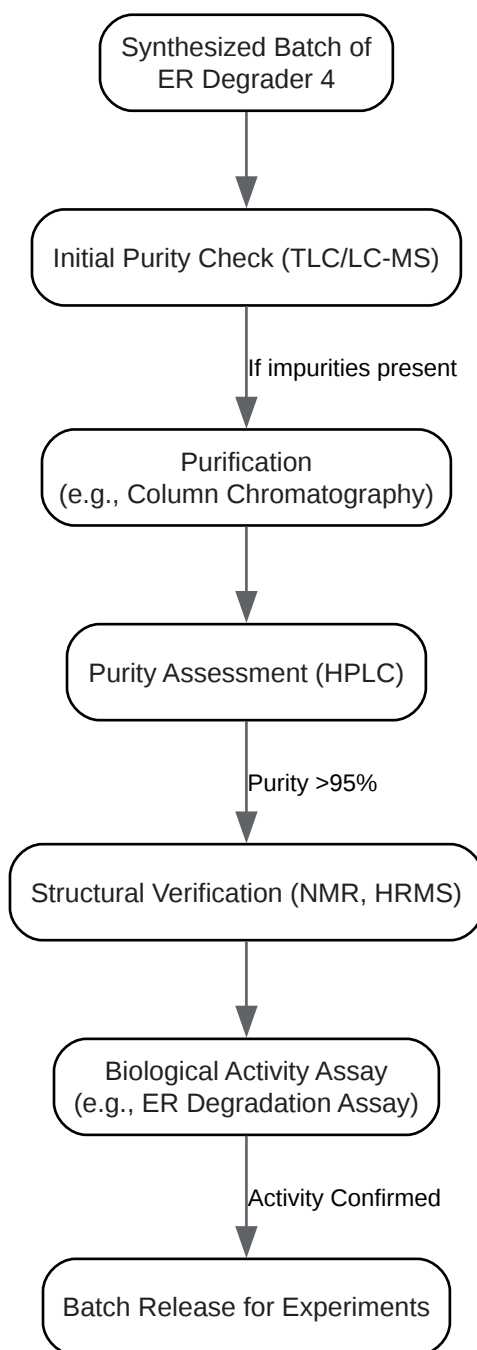 Synthesized Batch of
ER Degrader 4
Initial Purity Check (TLC/LC-MS)
If impurities present
Purification
(e.g., Column Chromatography)
Purity Assessment (HPLC)
Purity >95%
Structural Verification (NMR, HRMS)
Biological Activity Assay
(e.g., ER Degradation Assay)
Activity Confirmed
Batch Release for Experiments